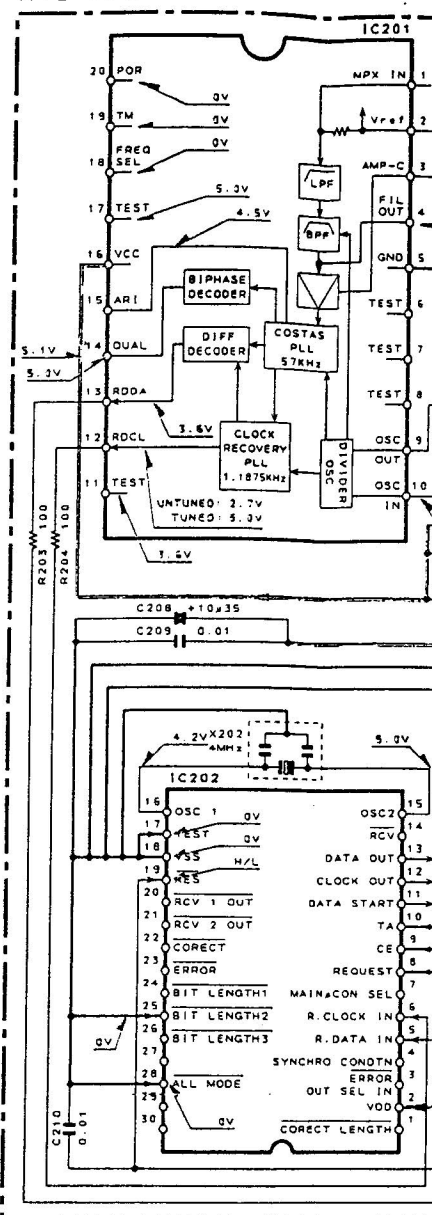 IC201
20 POR
0V
19 TM
0V
FREQ
18 SEL
0V
17 TEST
5.0V
4.5V
16 VCC
15 ARI
14 QUAL
5.1V
5.0V
13 RDDA
3.6V
12 RDCL
UNTUNED: 2.7V
TUNED: 5.0V
11 TEST
3.6V
MPX IN 1
Vref 2
AMP-C 3
FIL
OUT 4
GND 5
TEST 6
TEST 7
TEST 8
OSC 9
OUT
OSC 10
IN
LPF
BPF
BIPHASE
DECODER
DIFF
DECODER
COSTAS
PLL
57KHz
CLOCK
RECOVERY
PLL
1.1875KHz
DIVIDER
OSC
R203 100
R204 100
C208 +10μ35
C209 0.01
4.2V
X202
4MHz
5.0V
IC202
16 OSC 1
17 TEST
0V
18 VSS
0V
19 RES
H/L
20 RCV 1 OUT
21 RCV 2 OUT
22 CORECT
23 ERROR
24 BIT LENGTH1
25 BIT LENGTH2
0V
26 BIT LENGTH3
27
28 ALL MODE
29
0V
30
C210
0.01
OSC2 15
RCV 14
DATA OUT 13
CLOCK OUT 12
DATA START 11
TA 10
CE 9
REQUEST 8
MAIN CON SEL 7
R.CLOCK IN 6
R.DATA IN 5
SYNCHRO CONDTN 4
ERROR 3
OUT SEL IN
VDD 2
CORECT LENGTH 1